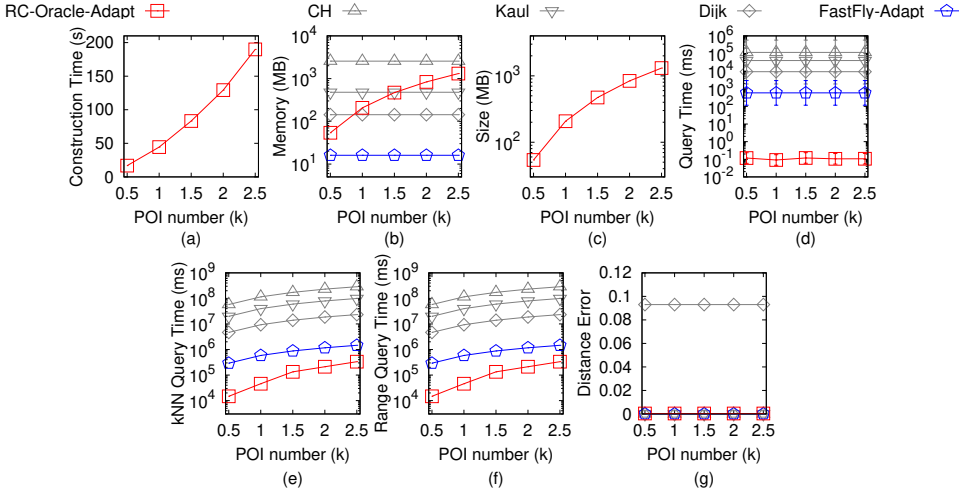 RC-Oracle-Adapt CH Kaul Dijk FastFly-Adapt
Construction Time (s)
200
150
100
50
0
0.5 1 1.5 2 2.5
POI number (k)
(a)
Memory (MB)
10^4
10^3
10^2
10^1
0.5 1 1.5 2 2.5
POI number (k)
(b)
Size (MB)
10^3
10^2
0.5 1 1.5 2 2.5
POI number (k)
(c)
Query Time (ms)
10^6
10^5
10^4
10^3
10^2
10^1
10^0
10^-1
10^-2
0.5 1 1.5 2 2.5
POI number (k)
(d)
kNN Query Time (ms)
10^9
10^8
10^7
10^6
10^5
10^4
0.5 1 1.5 2 2.5
POI number (k)
(e)
Range Query Time (ms)
10^9
10^8
10^7
10^6
10^5
10^4
0.5 1 1.5 2 2.5
POI number (k)
(f)
Distance Error
0.12
0.1
0.08
0.06
0.04
0.02
0
0.5 1 1.5 2 2.5
POI number (k)
(g)